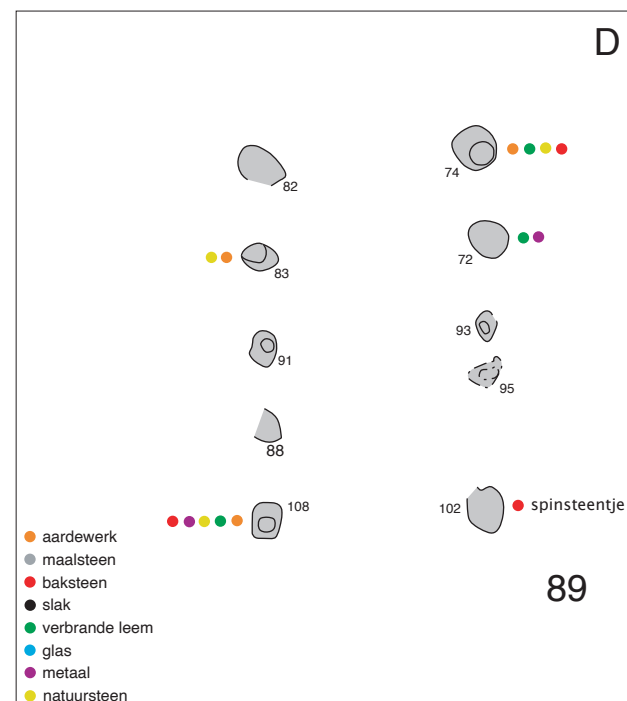 D
74
82
72
83
93
91
95
88
108
102
spinsteentje
aardewerk
maalsteen
baksteen
slak
verbrande leem
glas
metaal
natuursteen
89